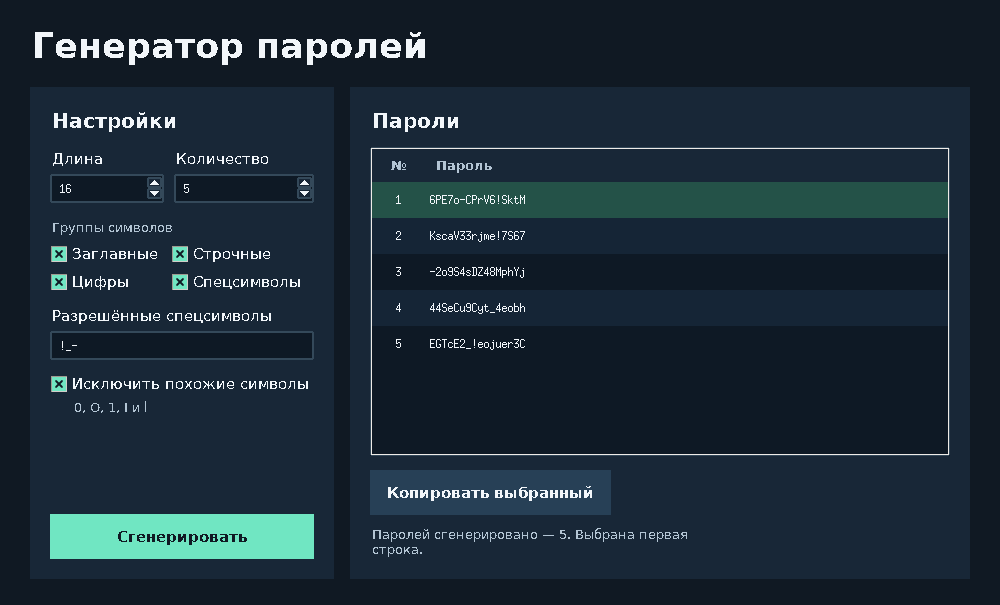 Генератор паролей
Настройки
Длина Количество
16 5
Группы символов
Заглавные Строчные
Цифры Спецсимволы
Разрешённые спецсимволы
!_-
Исключить похожие символы
0, O, 1, I и l
Сгенерировать
Пароли
№ Пароль
1 6PE7o-CPrV6!SktM
2 KscaV33rjme!7S67
3 -2o9S4sDZ48MphYj
4 44SeCu9Cyt_4eobh
5 EGTcE2_!eojuer3C
Копировать выбранный
Паролей сгенерировано — 5. Выбрана первая
строка.